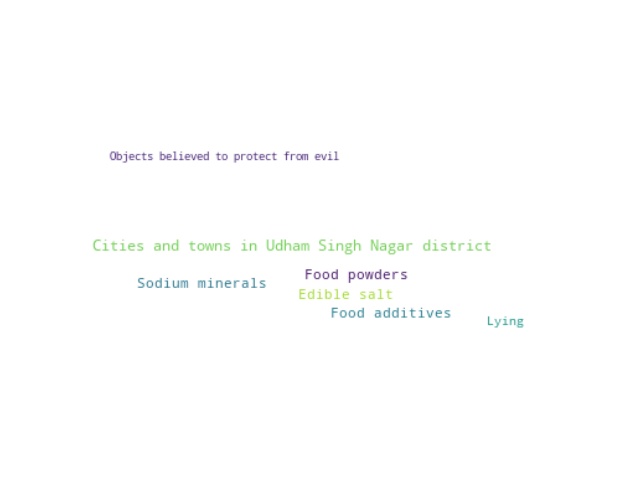 Objects believed to protect from evil
Cities and towns in Udham Singh Nagar district
Food powders
Sodium minerals
Edible salt
Food additives
Lying